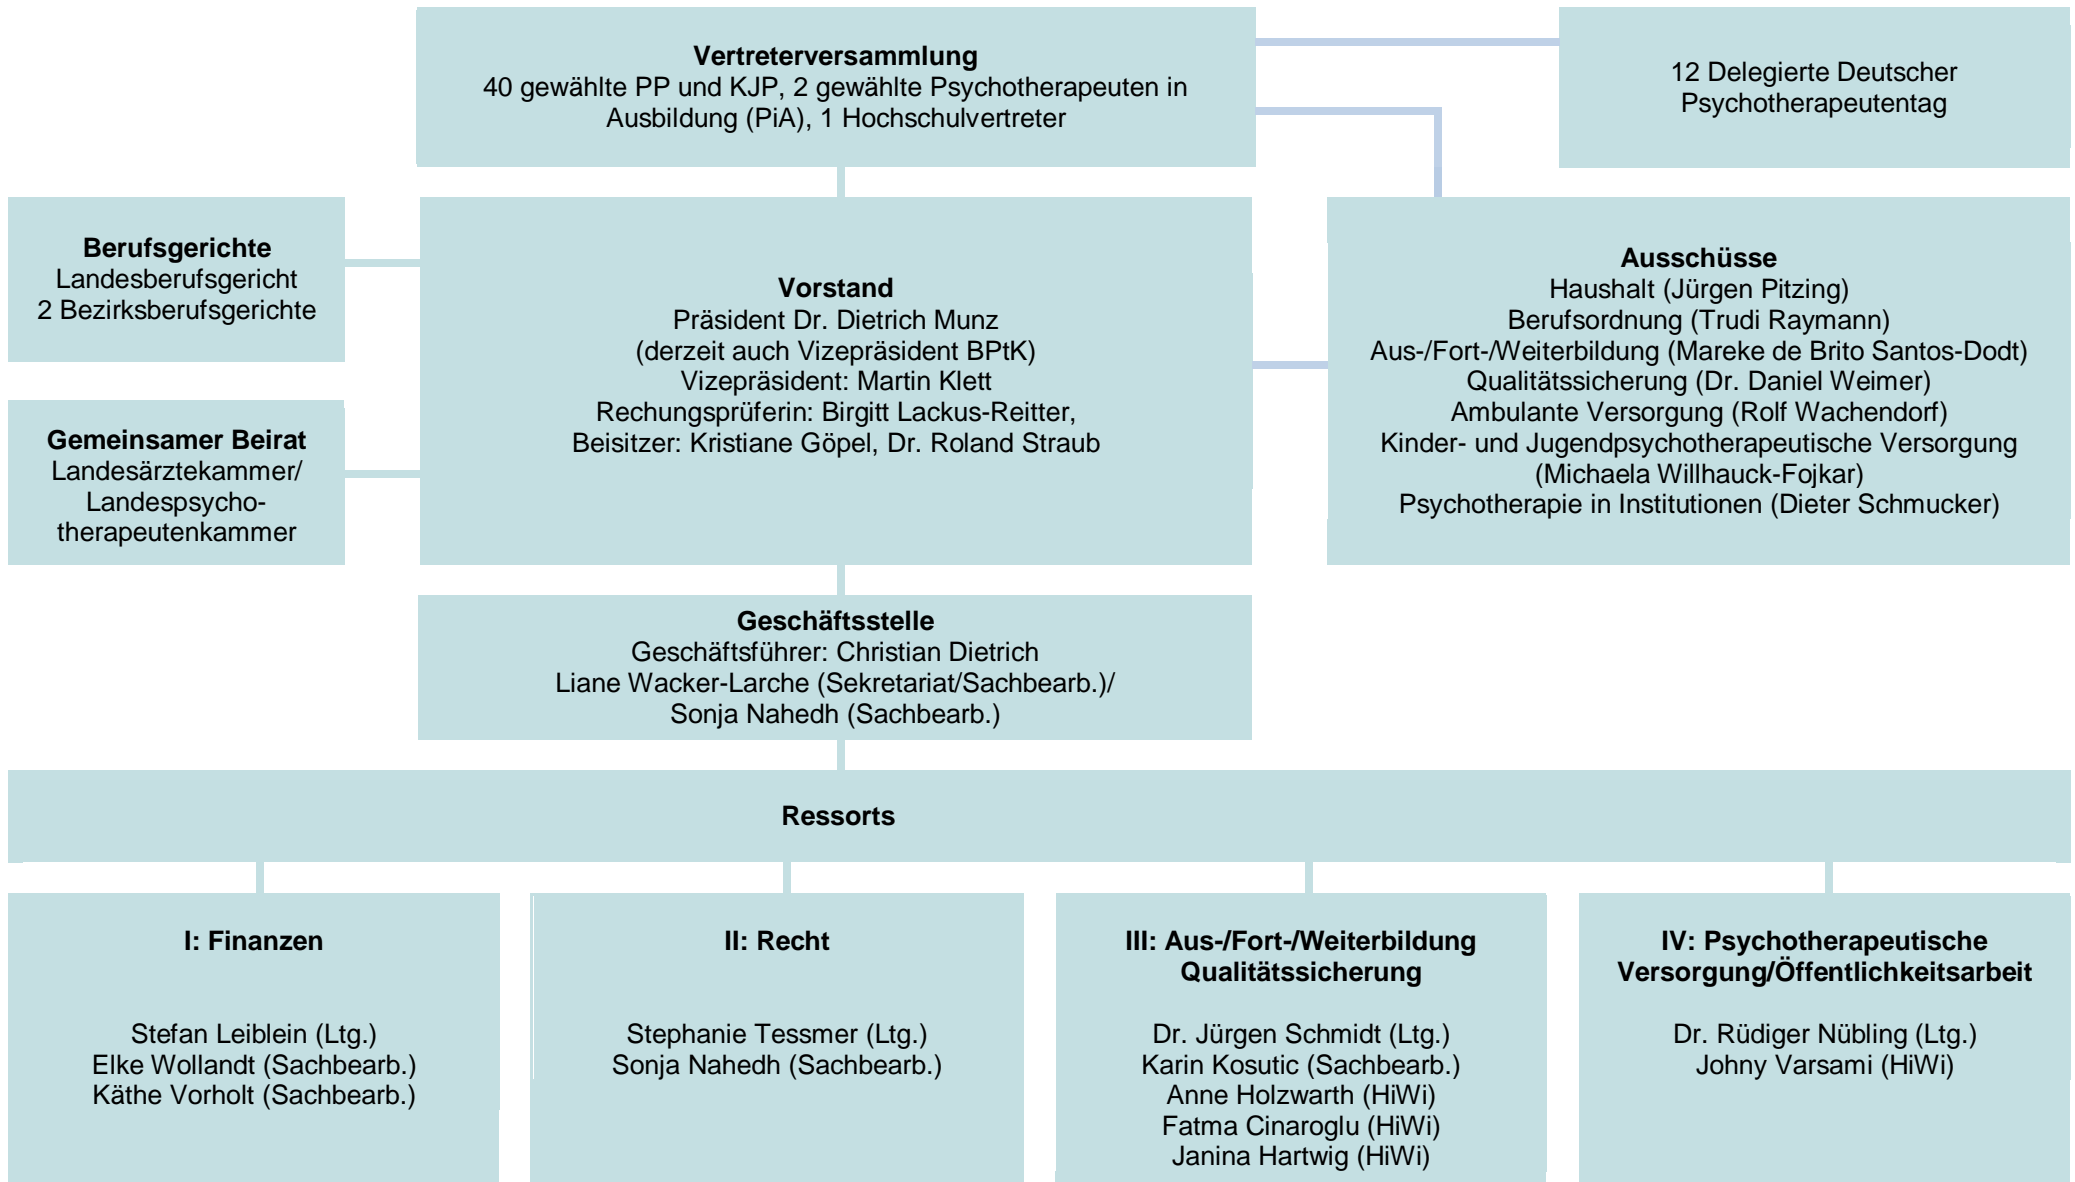 Vertreterversammlung
40 gewählte PP und KJP, 2 gewählte Psychotherapeuten in
Ausbildung (PiA), 1 Hochschulvertreter
12 Delegierte Deutscher
Psychotherapeutentag
Berufsgerichte
Landesberufsgericht
2 Bezirksberufsgerichte
Gemeinsamer Beirat
Landesärztekammer/
Landespsycho-
therapeutenkammer
Vorstand
Präsident Dr. Dietrich Munz
(derzeit auch Vizepräsident BPtK)
Vizepräsident: Martin Klett
Rechungsprüferin: Birgitt Lackus-Reitter,
Beisitzer: Kristiane Göpel, Dr. Roland Straub
Ausschüsse
Haushalt (Jürgen Pitzing)
Berufsordnung (Trudi Raymann)
Aus-/Fort-/Weiterbildung (Mareke de Brito Santos-Dodt)
Qualitätssicherung (Dr. Daniel Weimer)
Ambulante Versorgung (Rolf Wachendorf)
Kinder- und Jugendpsychotherapeutische Versorgung
(Michaela Willhauck-Fojkar)
Psychotherapie in Institutionen (Dieter Schmucker)
Geschäftsstelle
Geschäftsführer: Christian Dietrich
Liane Wacker-Larche (Sekretariat/Sachbearb.)/
Sonja Nahedh (Sachbearb.)
Ressorts
I: Finanzen
Stefan Leiblein (Ltg.)
Elke Wollandt (Sachbearb.)
Käthe Vorholt (Sachbearb.)
II: Recht
Stephanie Tessmer (Ltg.)
Sonja Nahedh (Sachbearb.)
III: Aus-/Fort-/Weiterbildung
Qualitätssicherung
Dr. Jürgen Schmidt (Ltg.)
Karin Kosutic (Sachbearb.)
Anne Holzwarth (HiWi)
Fatma Cinaroglu (HiWi)
Janina Hartwig (HiWi)
IV: Psychotherapeutische
Versorgung/Öffentlichkeitsarbeit
Dr. Rüdiger Nübling (Ltg.)
Johny Varsami (HiWi)